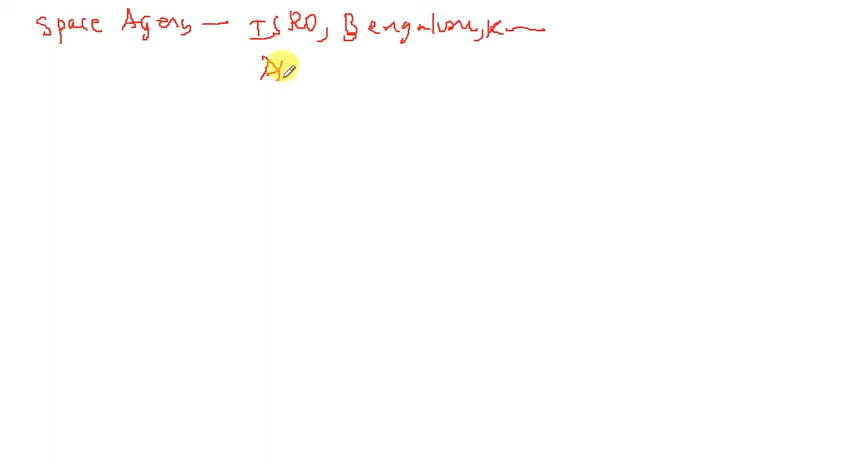 Space Agency — ISRO, Bengaluru, K